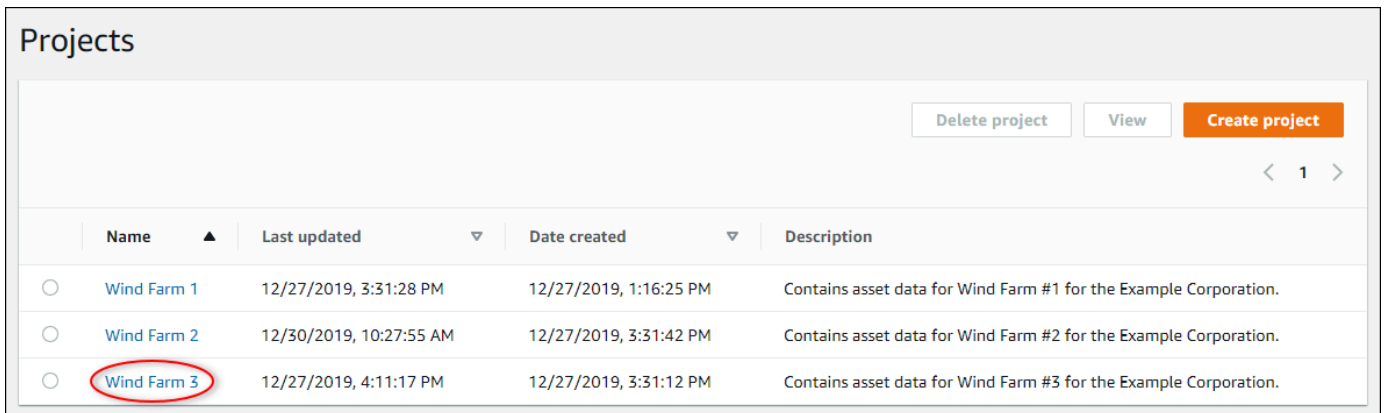 Projects
Delete project View Create project
1
Name Last updated Date created Description
Wind Farm 1 12/27/2019, 3:31:28 PM 12/27/2019, 1:16:25 PM Contains asset data for Wind Farm #1 for the Example Corporation.
Wind Farm 2 12/30/2019, 10:27:55 AM 12/27/2019, 3:31:42 PM Contains asset data for Wind Farm #2 for the Example Corporation.
Wind Farm 3 12/27/2019, 4:11:17 PM 12/27/2019, 3:31:12 PM Contains asset data for Wind Farm #3 for the Example Corporation.